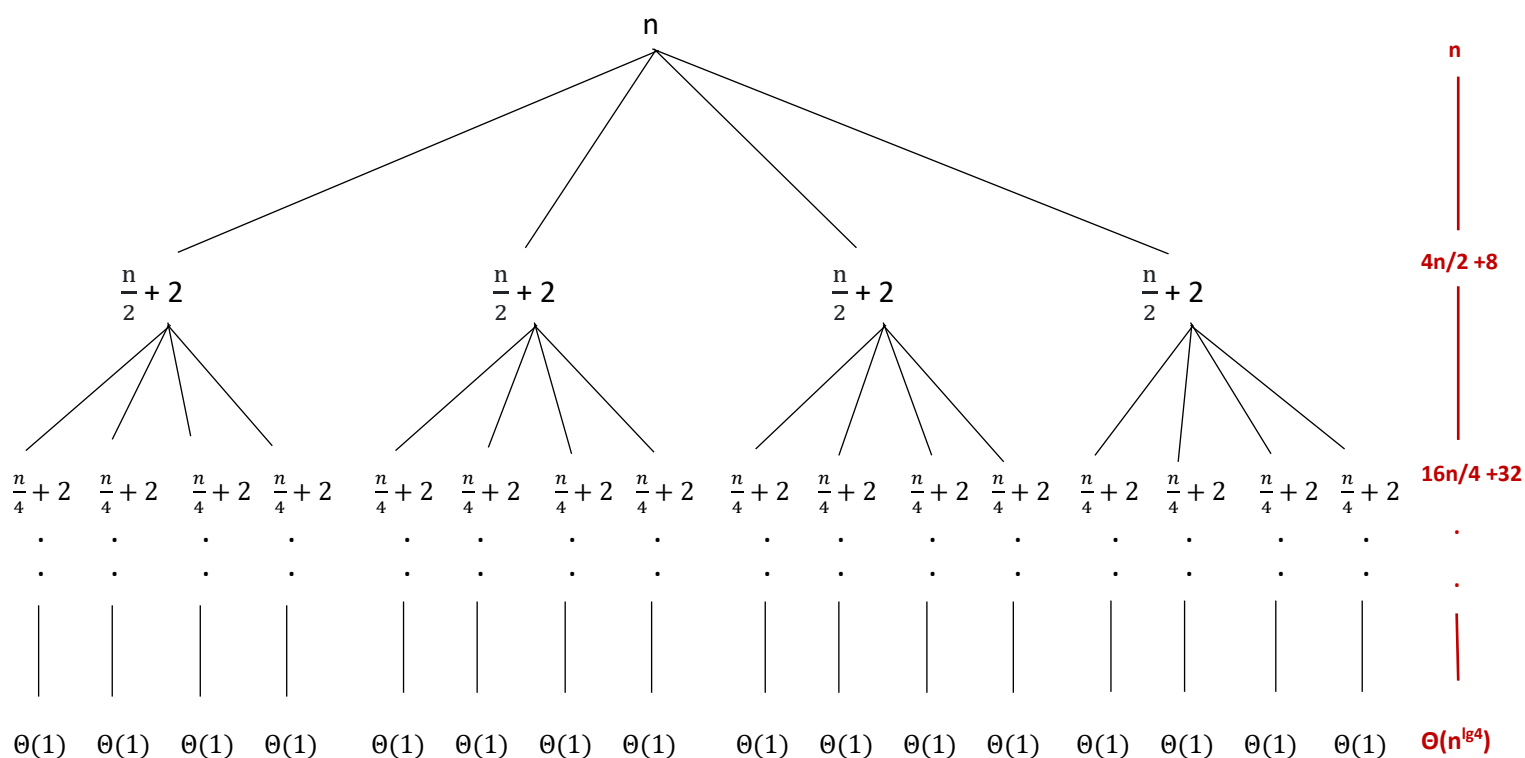 n
n
4n/2 +8
n/2 + 2 n/2 + 2 n/2 + 2 n/2 + 2
16n/4 +32
n/4 + 2 n/4 + 2 n/4 + 2 n/4 + 2 n/4 + 2 n/4 + 2 n/4 + 2 n/4 + 2 n/4 + 2 n/4 + 2 n/4 + 2 n/4 + 2 n/4 + 2 n/4 + 2 n/4 + 2 n/4 + 2
Θ(1) Θ(1) Θ(1) Θ(1) Θ(1) Θ(1) Θ(1) Θ(1) Θ(1) Θ(1) Θ(1) Θ(1) Θ(1) Θ(1) Θ(1) Θ(1) Θ(n^lg4)